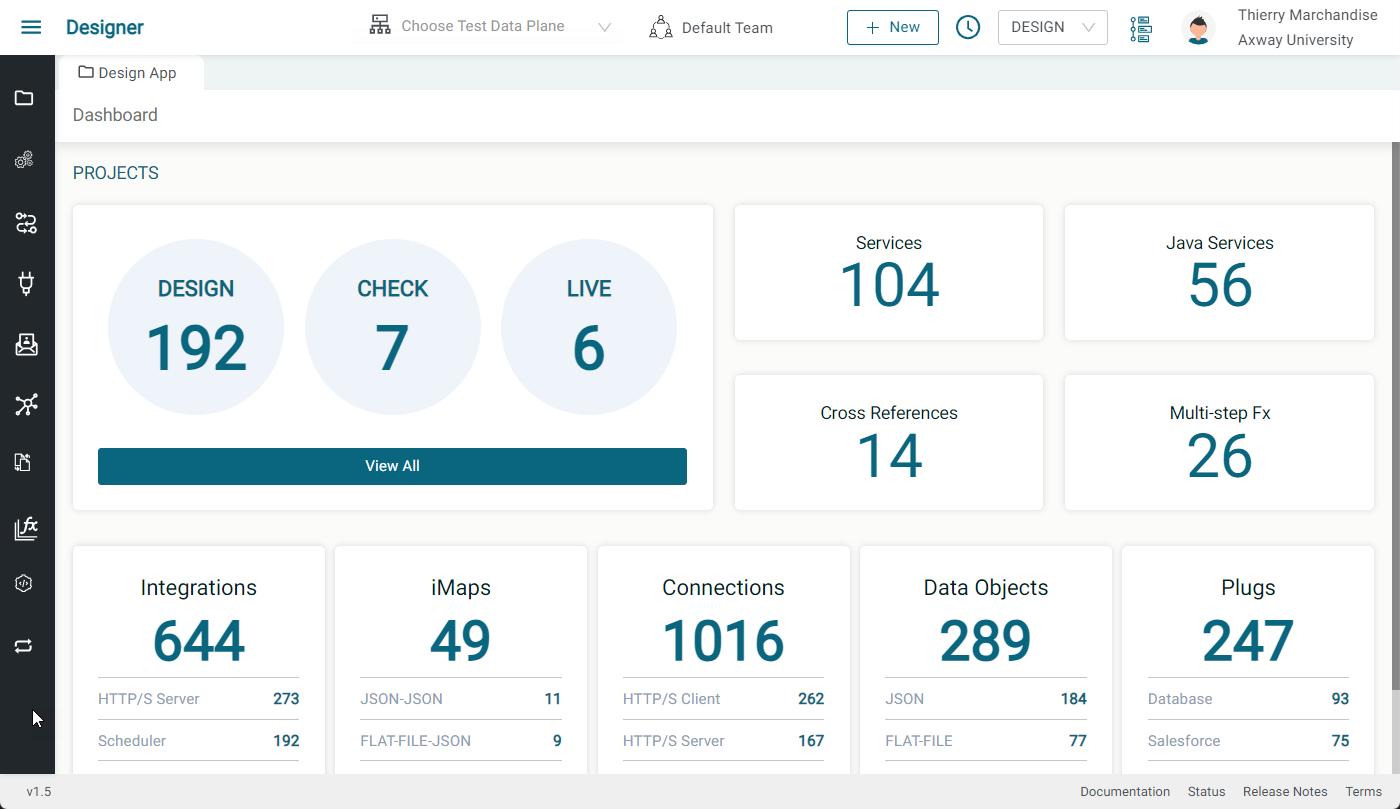 Designer
Choose Test Data Plane
Default Team
+ New
DESIGN
Thierry Marchandise
Axway University
Design App
Dashboard
PROJECTS
DESIGN
192
CHECK
7
LIVE
6
View All
Services
104
Java Services
56
Cross References
14
Multi-step Fx
26
Integrations
644
HTTP/S Server 273
Scheduler 192
iMaps
49
JSON-JSON 11
FLAT-FILE-JSON 9
Connections
1016
HTTP/S Client 262
HTTP/S Server 167
Data Objects
289
JSON 184
FLAT-FILE 77
Plugs
247
Database 93
Salesforce 75
fx
v1.5
Documentation Status Release Notes Terms